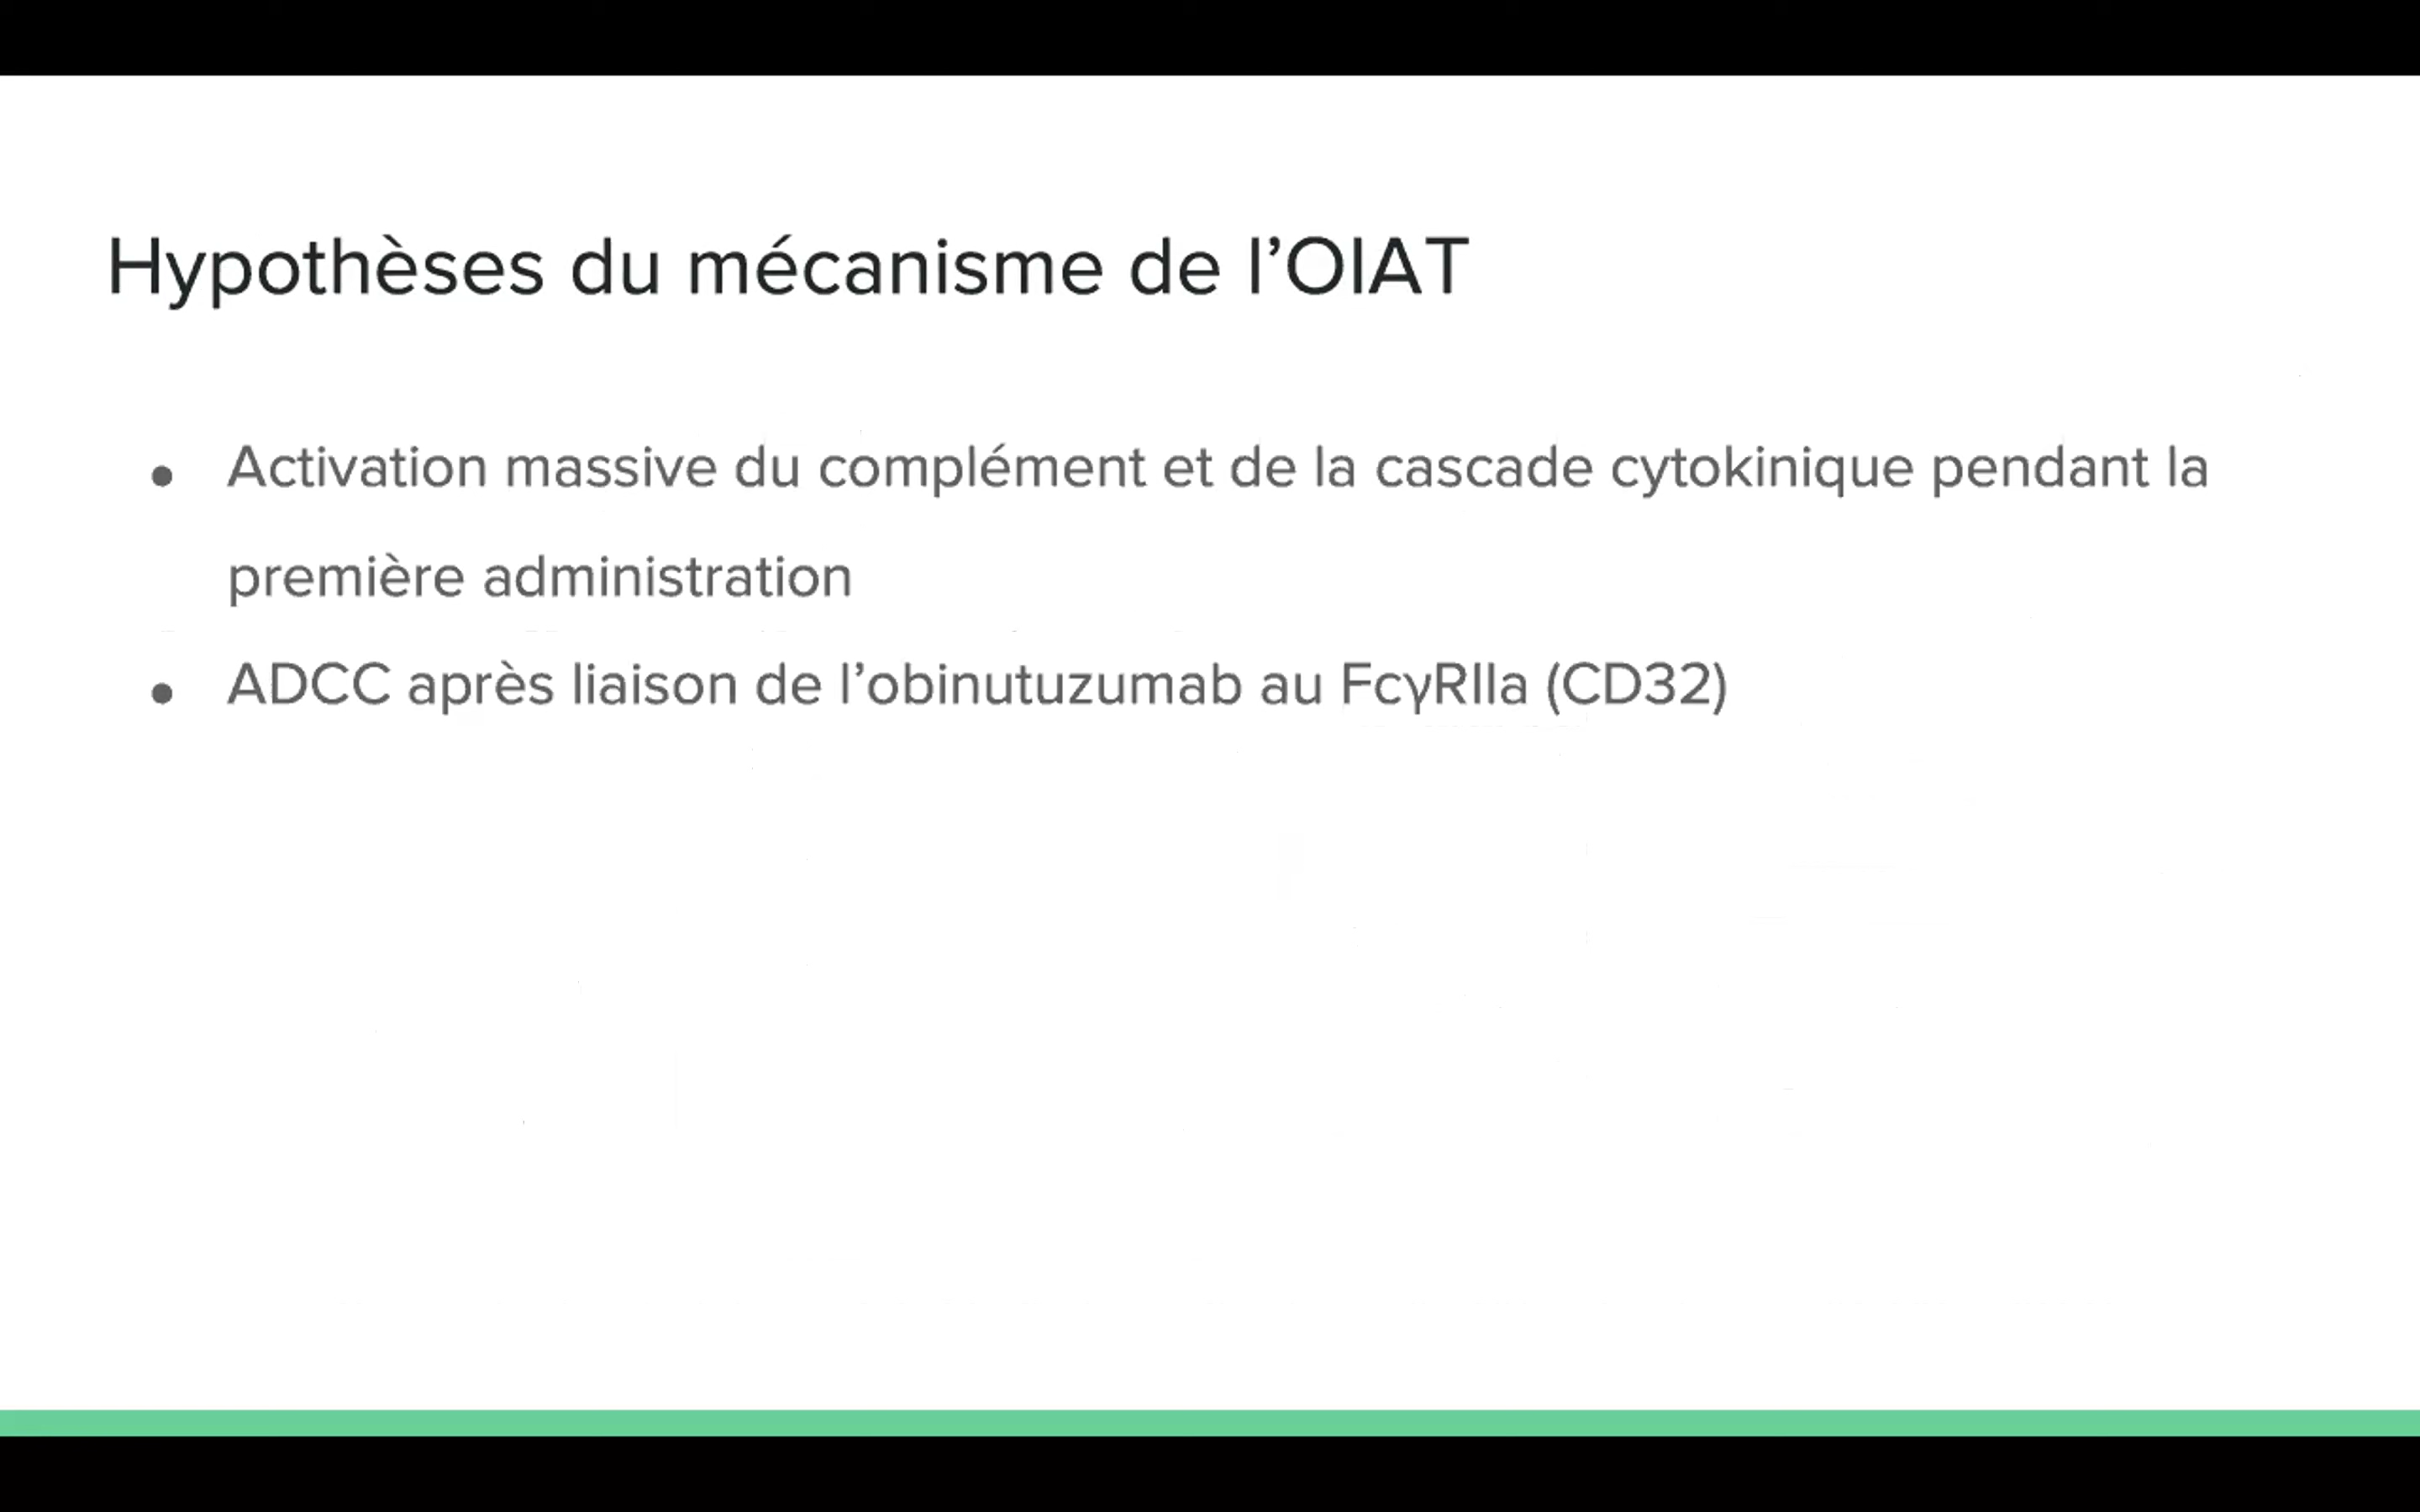 Hypothèses du mécanisme de l’OIAT
● Activation massive du complément et de la cascade cytokinique pendant la
première administration
● ADCC après liaison de l’obinutuzumab au FcγRIIa (CD32)